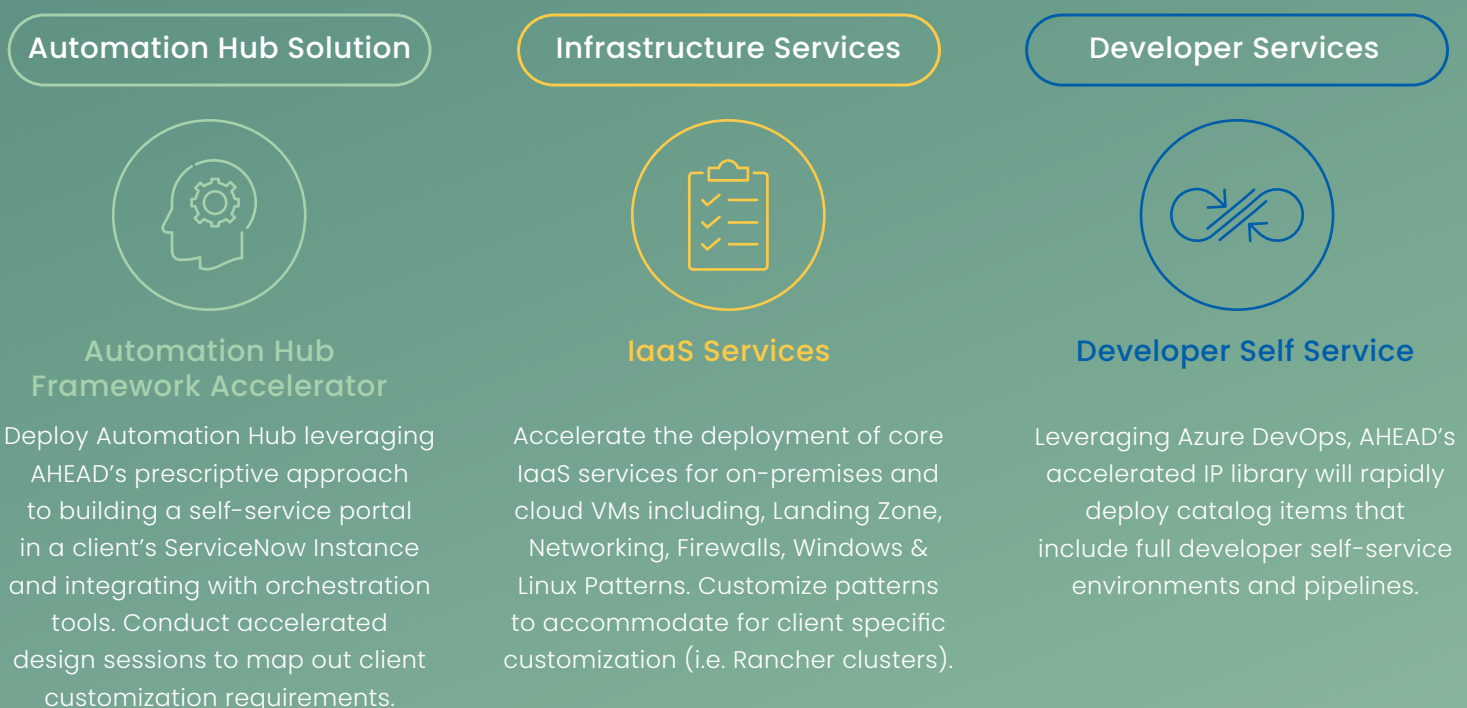 Automation Hub Solution
Automation Hub
Framework Accelerator
Deploy Automation Hub leveraging
AHEAD’s prescriptive approach
to building a self-service portal
in a client’s ServiceNow Instance
and integrating with orchestration
tools. Conduct accelerated
design sessions to map out client
customization requirements.
Infrastructure Services
IaaS Services
Accelerate the deployment of core
IaaS services for on-premises and
cloud VMs including, Landing Zone,
Networking, Firewalls, Windows &
Linux Patterns. Customize patterns
to accommodate for client specific
customization (i.e. Rancher clusters).
Developer Services
Developer Self Service
Leveraging Azure DevOps, AHEAD’s
accelerated IP library will rapidly
deploy catalog items that
include full developer self-service
environments and pipelines.